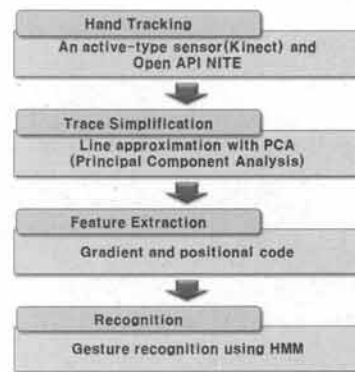 Hand Tracking
An active-type sensor(Kinect) and
Open API NITE
Trace Simplification
Line approximation with PCA
(Principal Component Analysis)
Feature Extraction
Gradient and positional code
Recognition
Gesture recognition using HMM